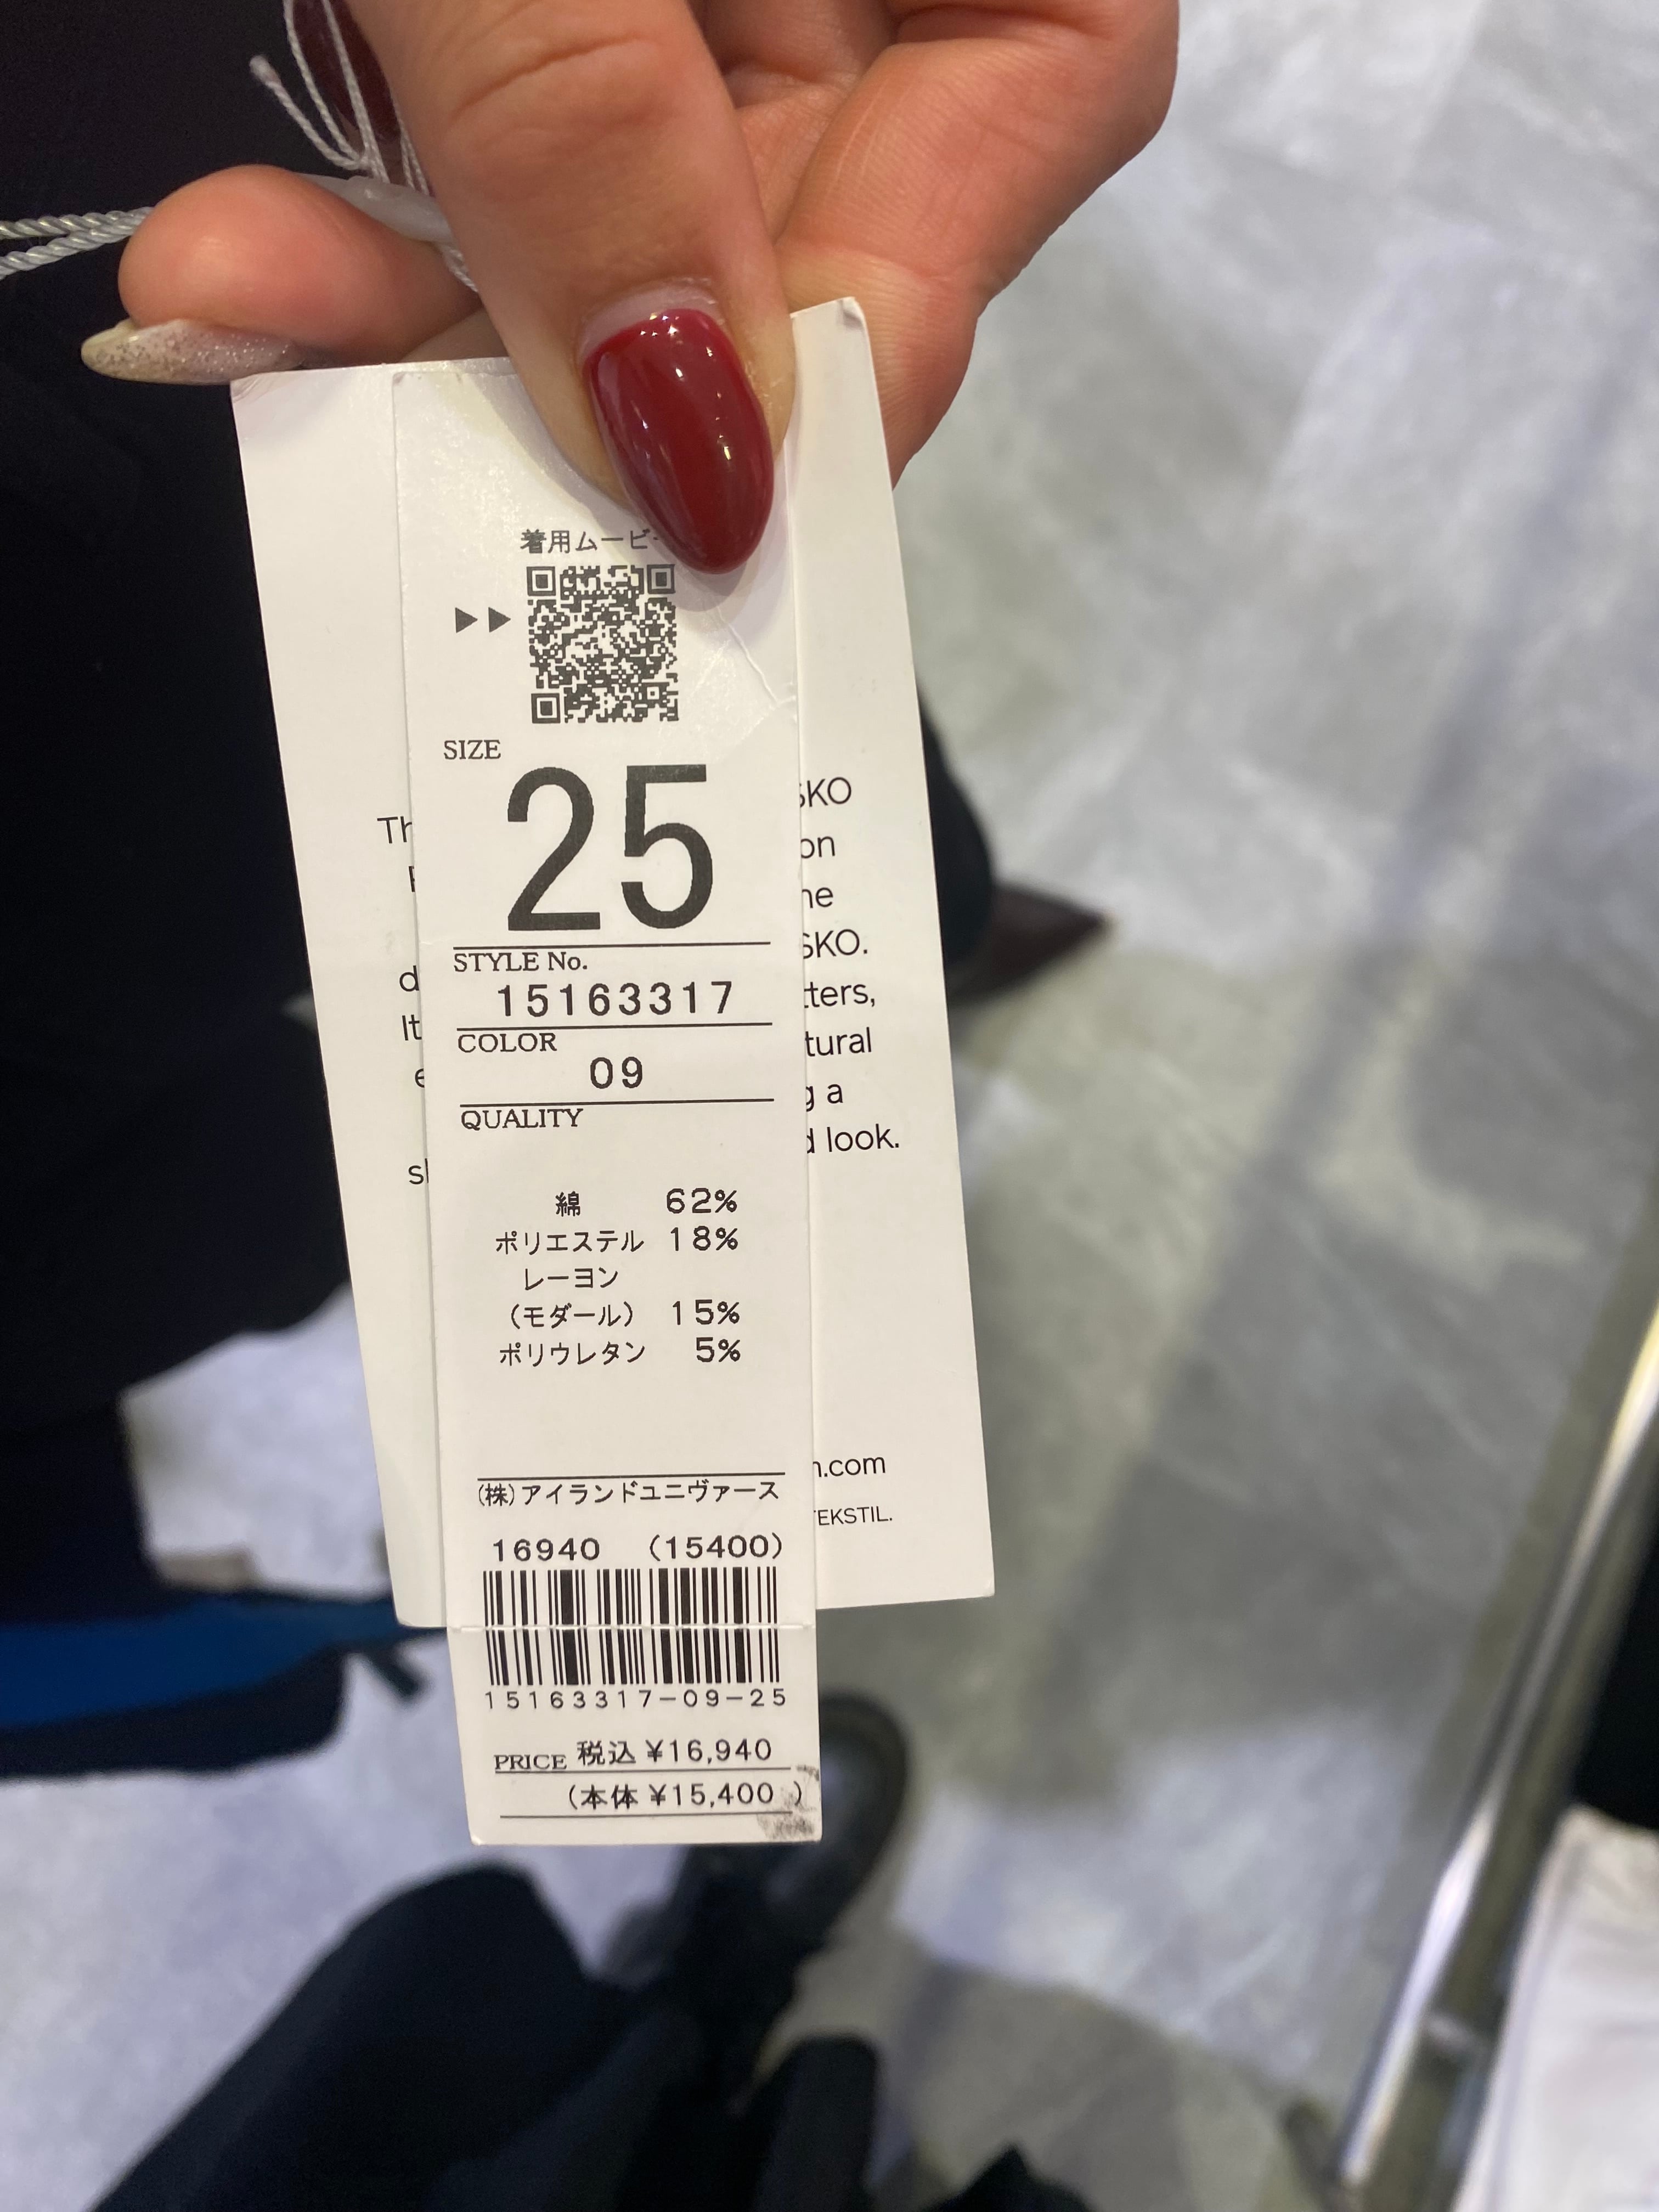 着用ムービ
SIZE
25
STYLE No.
15163317
COLOR
09
QUALITY
綿 62%
ポリエステル 18%
レーヨン
(モダール) 15%
ポリウレタン 5%
(株)アイランドユニヴァース
16940 (15400)
15163317-09-25
PRICE 税込 ¥16,940
(本体 ¥15,400 )
SKO
on
SKO.
tural
a
look.
.com
TEKSTIL.